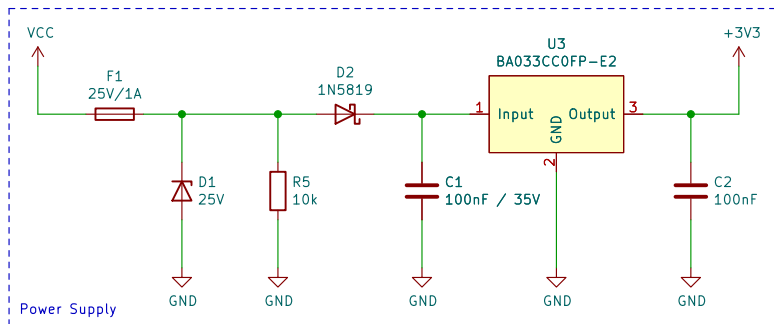 VCC
F1
25V/1A
D2
1N5819
U3
BA033CC0FP-E2
+3V3
1
Input
GND
Output
3
2
D1
25V
R5
10k
C1
100nF / 35V
C2
100nF
GND
GND
GND
GND
GND
Power Supply